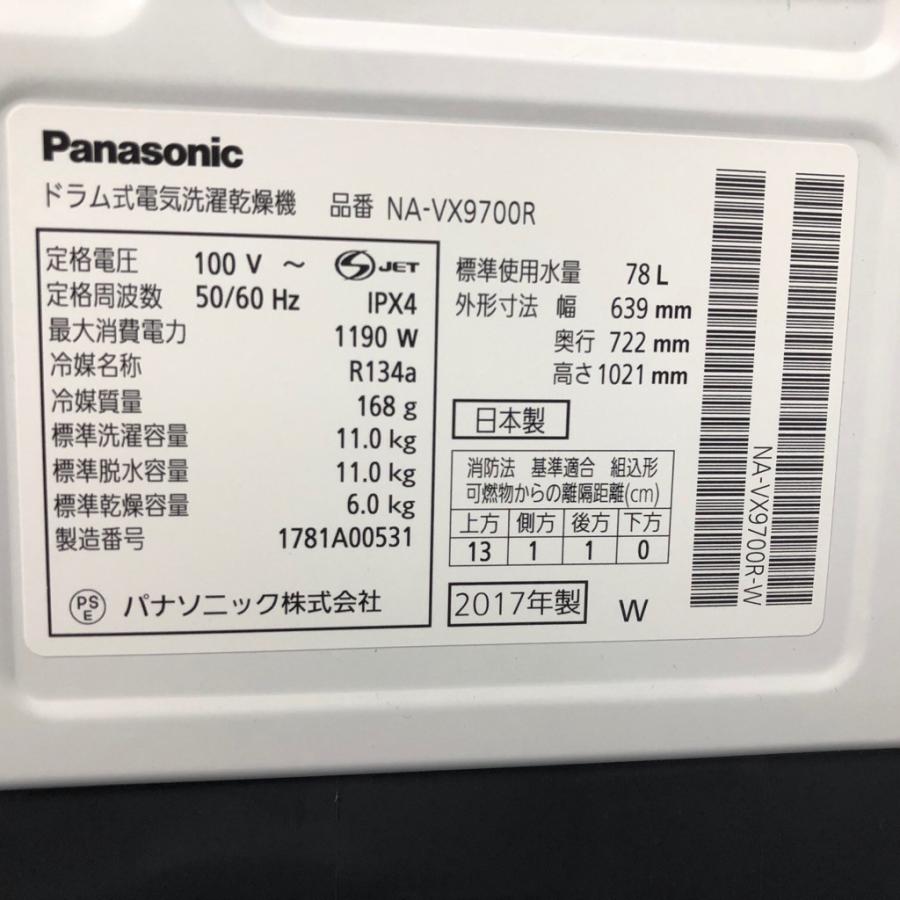 Panasonic
ドラム式電気洗濯乾燥機 品番 NA-VX9700R
定格電圧 100 V ～ S JET
定格周波数 50/60 Hz IPX4
最大消費電力 1190 W
冷媒名称 R134a
冷媒質量 168 g
標準洗濯容量 11.0 kg
標準脱水容量 11.0 kg
標準乾燥容量 6.0 kg
製造番号 1781A00531
PS
E
パナソニック株式会社
標準使用水量 78 L
外形寸法 幅 639 mm
奥行 722 mm
高さ 1021 mm
日本製
消防法 基準適合 組込形
可燃物からの離隔距離(cm)
上方 側方 後方 下方
13 1 1 0
2017年製 W
NA-VX9700R-W